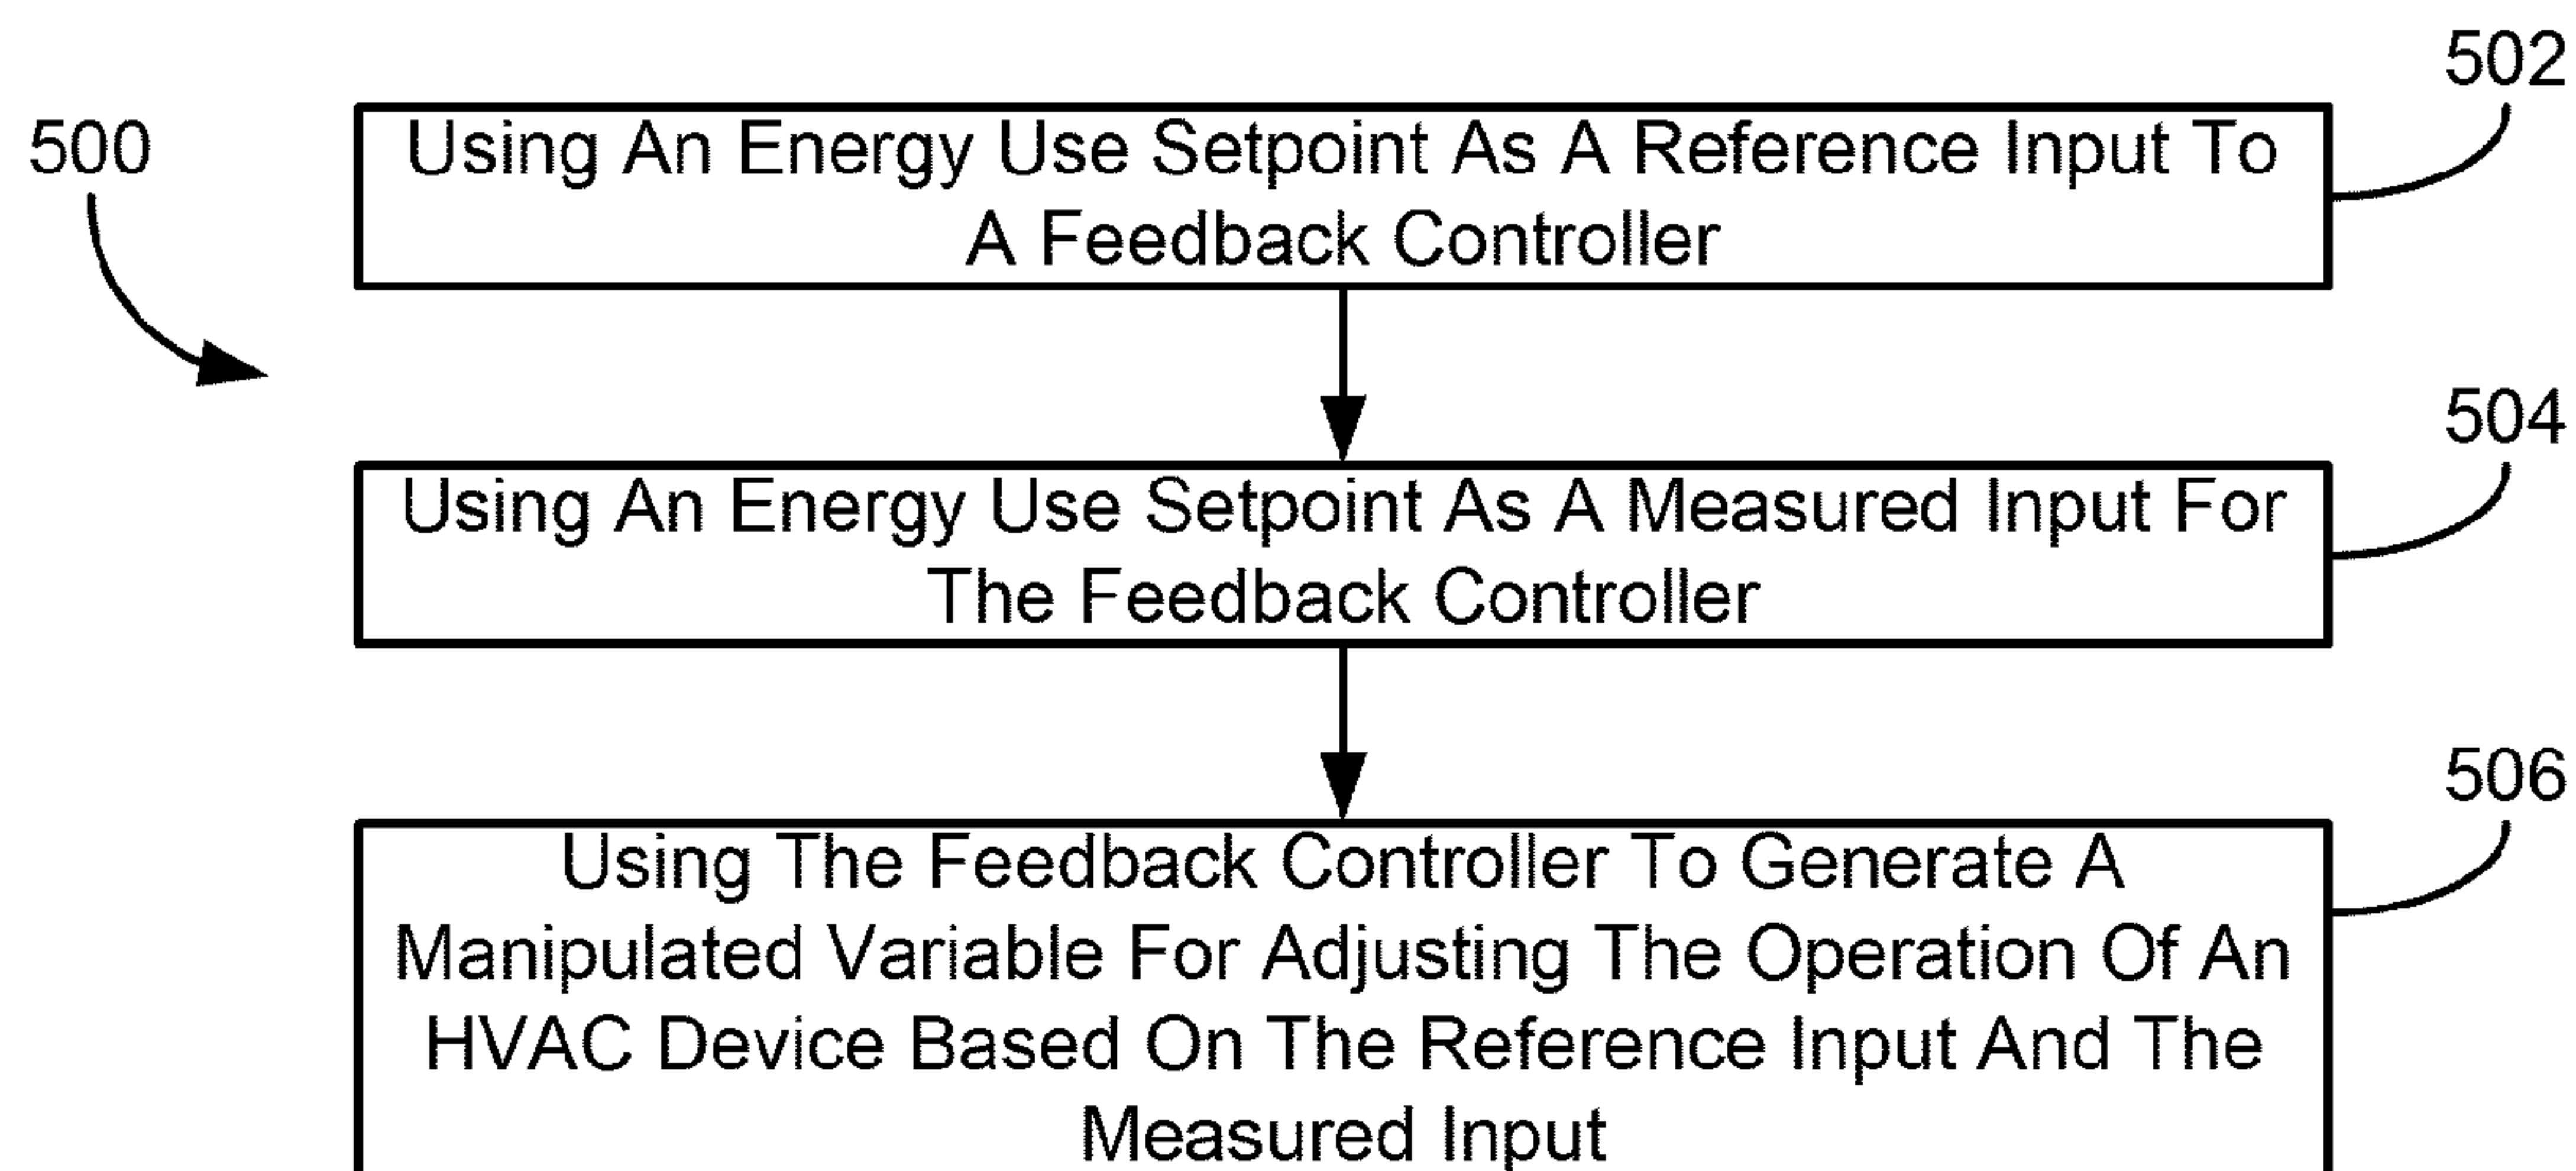 502
500
Using An Energy Use Setpoint As A Reference Input To
A Feedback Controller
504
Using An Energy Use Setpoint As A Measured Input For
The Feedback Controller
506
Using The Feedback Controller To Generate A
Manipulated Variable For Adjusting The Operation Of An
HVAC Device Based On The Reference Input And The
Measured Input